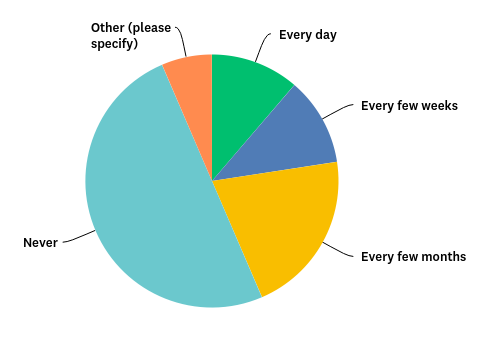 Other (please
specify)
Every day
Every few weeks
Never
Every few months